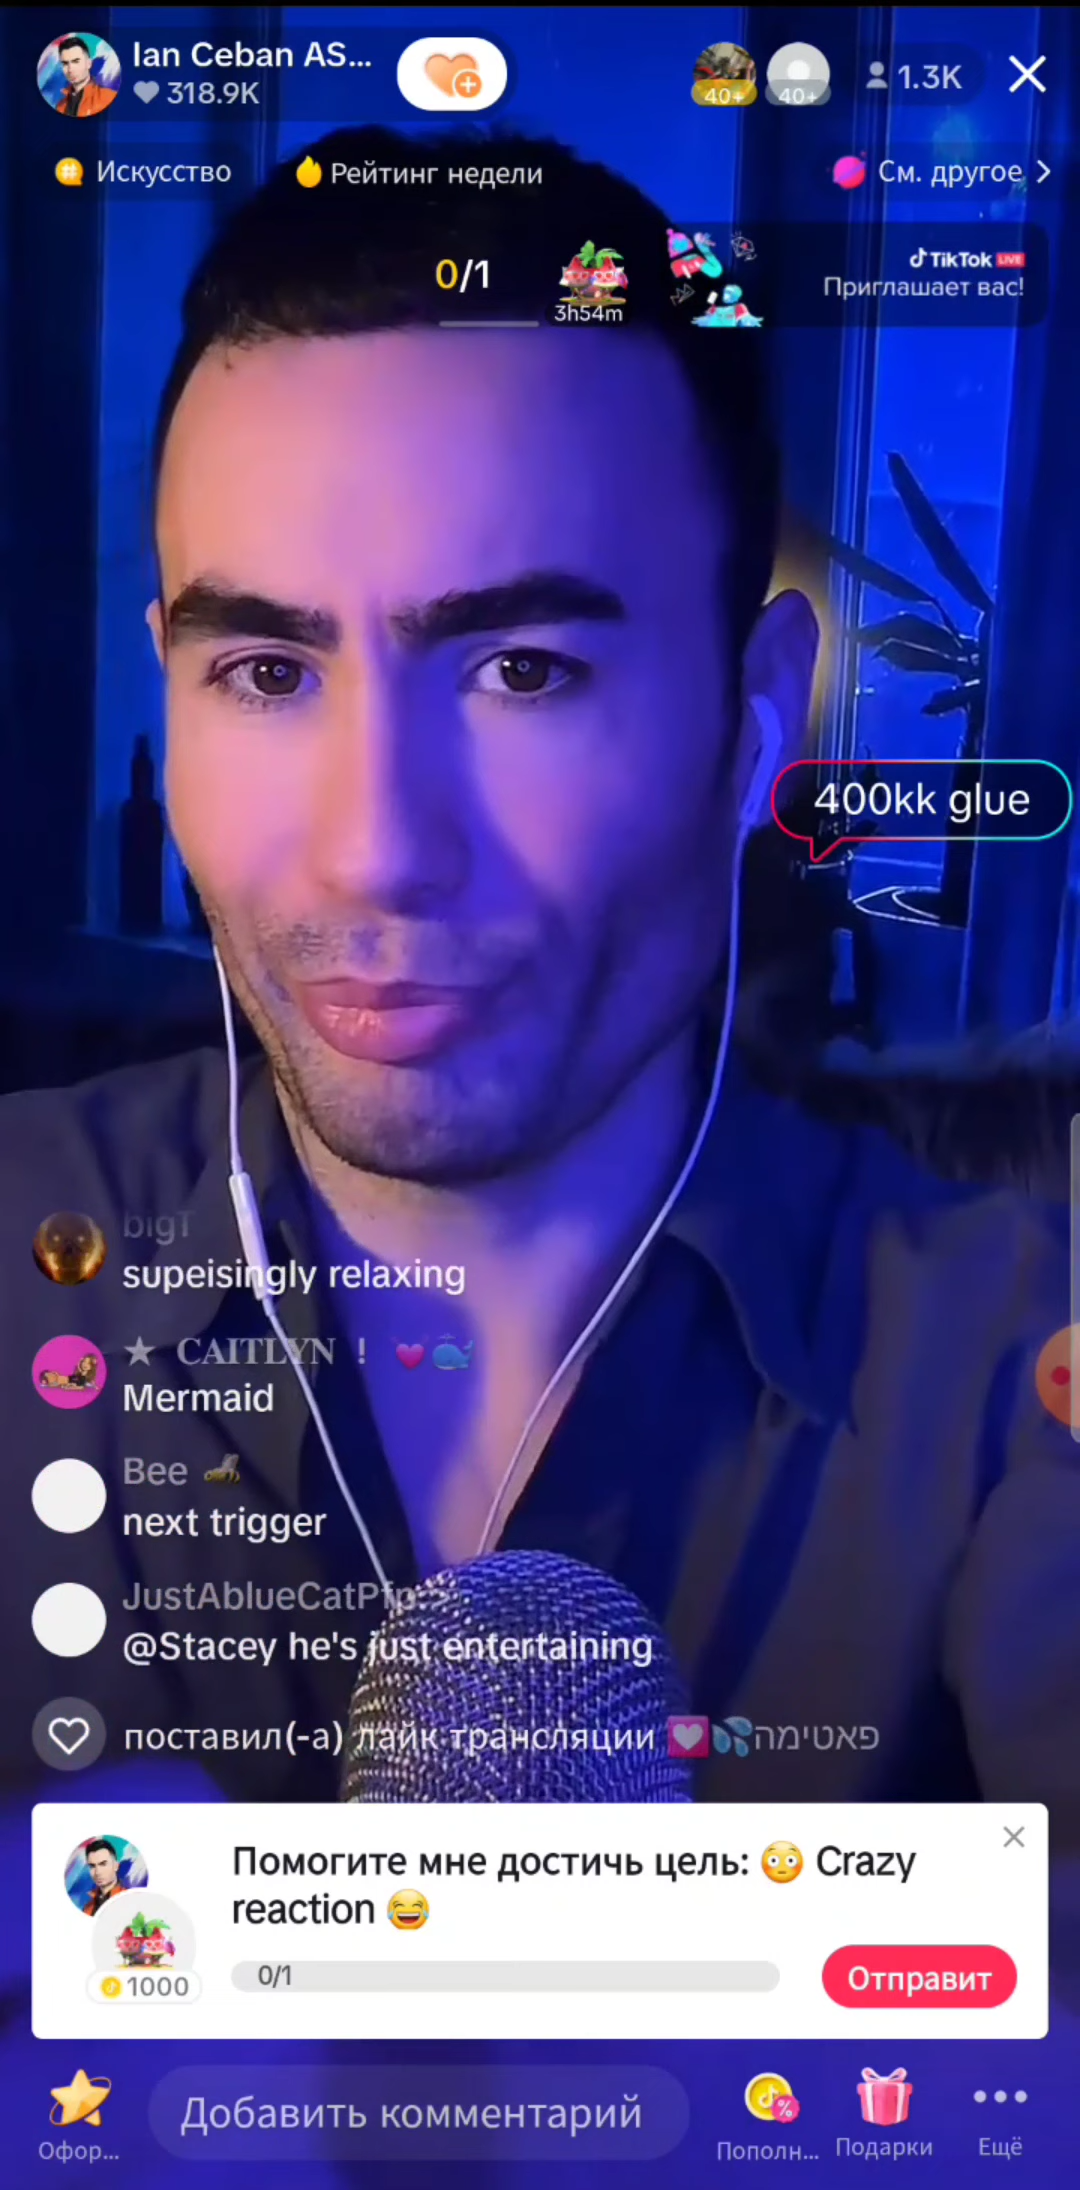 Ian Ceban AS...
318.9K
40+
40+
1.3K
Искусство
Рейтинг недели
См. другое
0/1
3h54m
TikTok LIVE
Приглашает вас!
400kk glue
bigT
supeisingly relaxing
★ CAITLYN ! 💓🐳
Mermaid
Bee 🐝
next trigger
JustAblueCatPfp:>
@Stacey he's just entertaining
поставил(-а) лайк трансляции 💟💦פאטימה
Помогите мне достичь цель: 😳 Crazy
reaction 😂
1000
0/1
Отправит
Добавить комментарий
Офор...
Пополн...
Подарки
Ещё